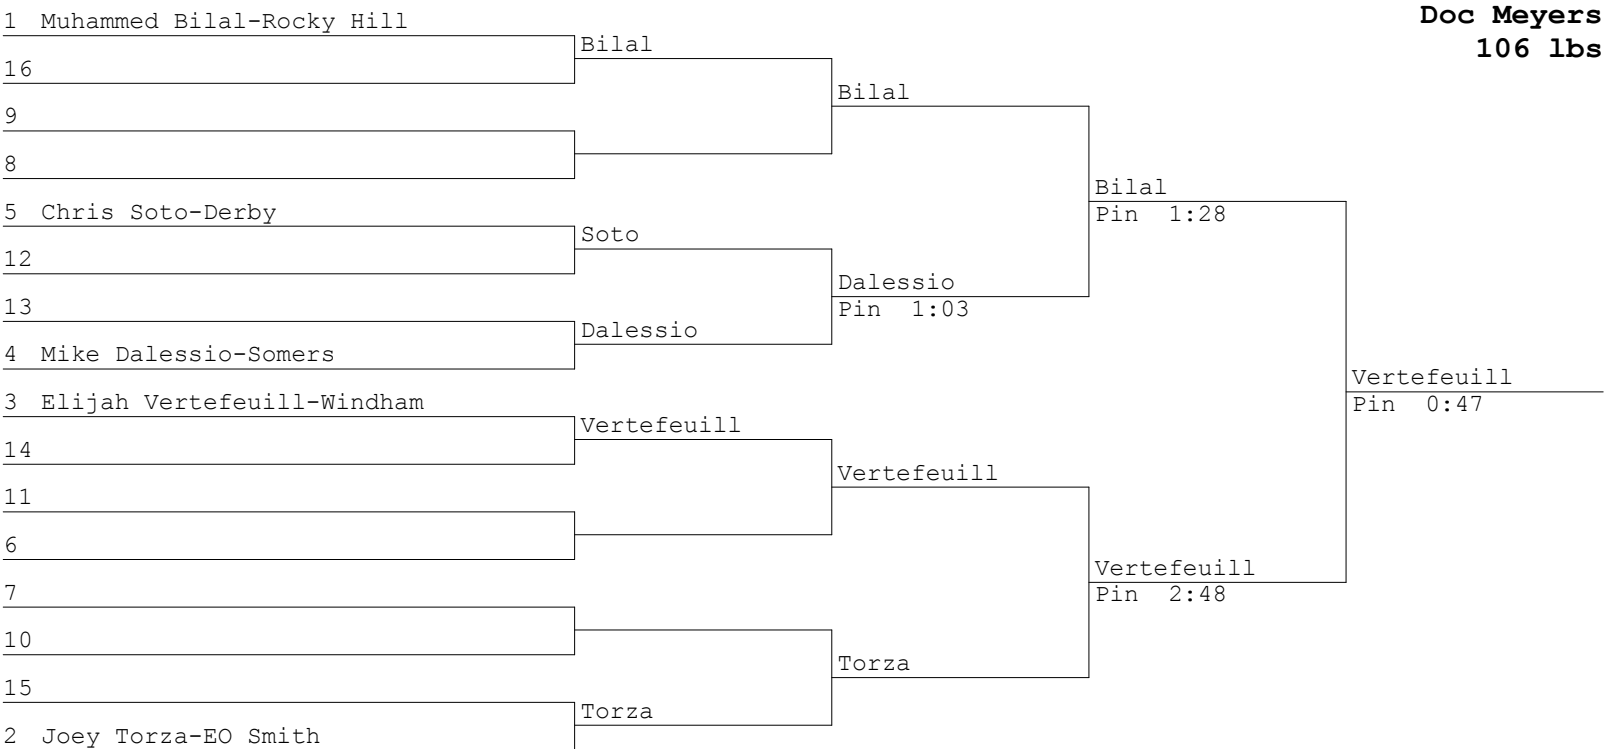 Doc Meyers
106 lbs
1 Muhammed Bilal-Rocky Hill
Bilal
16
Bilal
9
8
Bilal
Pin 1:28
5 Chris Soto-Derby
Soto
12
Dalessio
Pin 1:03
13
Dalessio
4 Mike Dalessio-Somers
Vertefeuill
Pin 0:47
3 Elijah Vertefeuill-Windham
Vertefeuill
14
Vertefeuill
11
6
Vertefeuill
Pin 2:48
7
10
Torza
15
Torza
2 Joey Torza-EO Smith